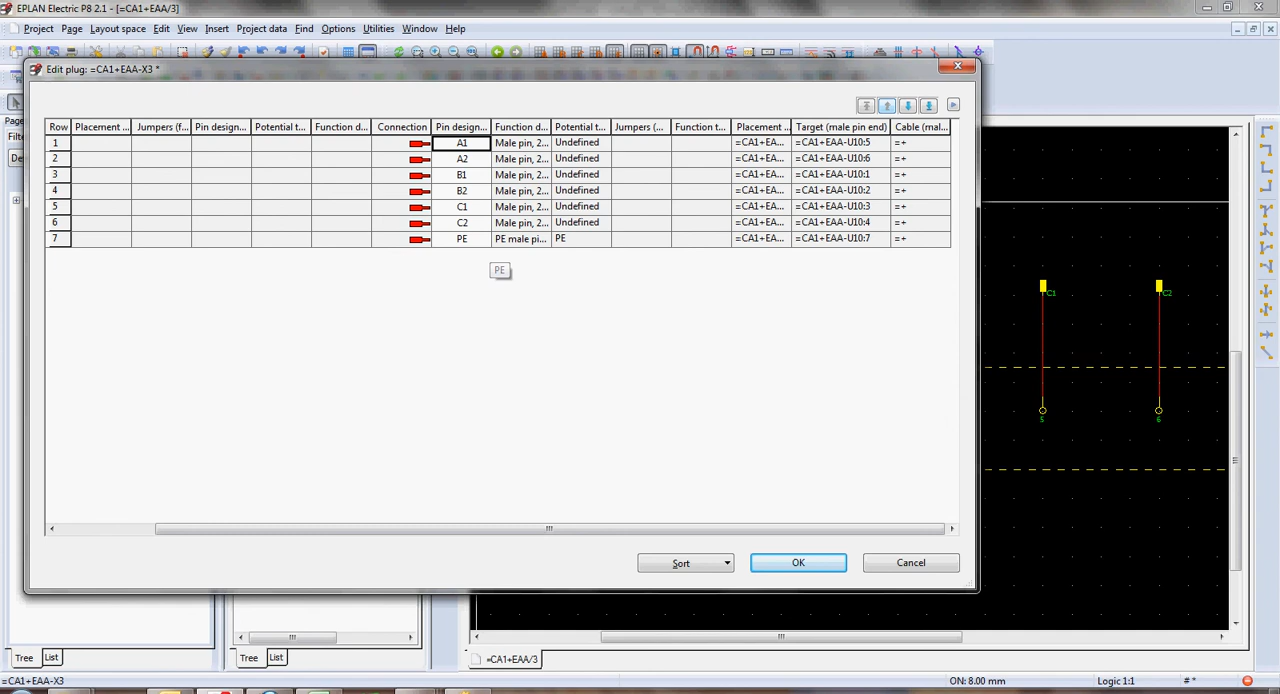 EPLAN Electric P8 2.1 - [=CA1+EAA/3]
Project Page Layout space Edit View Insert Project data Find Options Utilities Window Help
Edit plug: =CA1+EAA-X3 *
Page
Filte
De
Row Placement ... Jumpers (f... Pin design... Potential t... Function d... Connection Pin design... Function d... Potential t... Jumpers (... Function t... Placement ... Target (male pin end) Cable (mal...
1 A1 Male pin, 2... Undefined =CA1+EA... =CA1+EAA-U10:5 =+
2 A2 Male pin, 2... Undefined =CA1+EA... =CA1+EAA-U10:6 =+
3 B1 Male pin, 2... Undefined =CA1+EA... =CA1+EAA-U10:1 =+
4 B2 Male pin, 2... Undefined =CA1+EA... =CA1+EAA-U10:2 =+
5 C1 Male pin, 2... Undefined =CA1+EA... =CA1+EAA-U10:3 =+
6 C2 Male pin, 2... Undefined =CA1+EA... =CA1+EAA-U10:4 =+
7 PE PE male pi... PE =CA1+EA... =CA1+EAA-U10:7 =+
PE
C1 C2
5 6
Sort OK Cancel
Tree List Tree List =CA1+EAA/3
=CA1+EAA-X3 ON: 8.00 mm Logic 1:1 # *